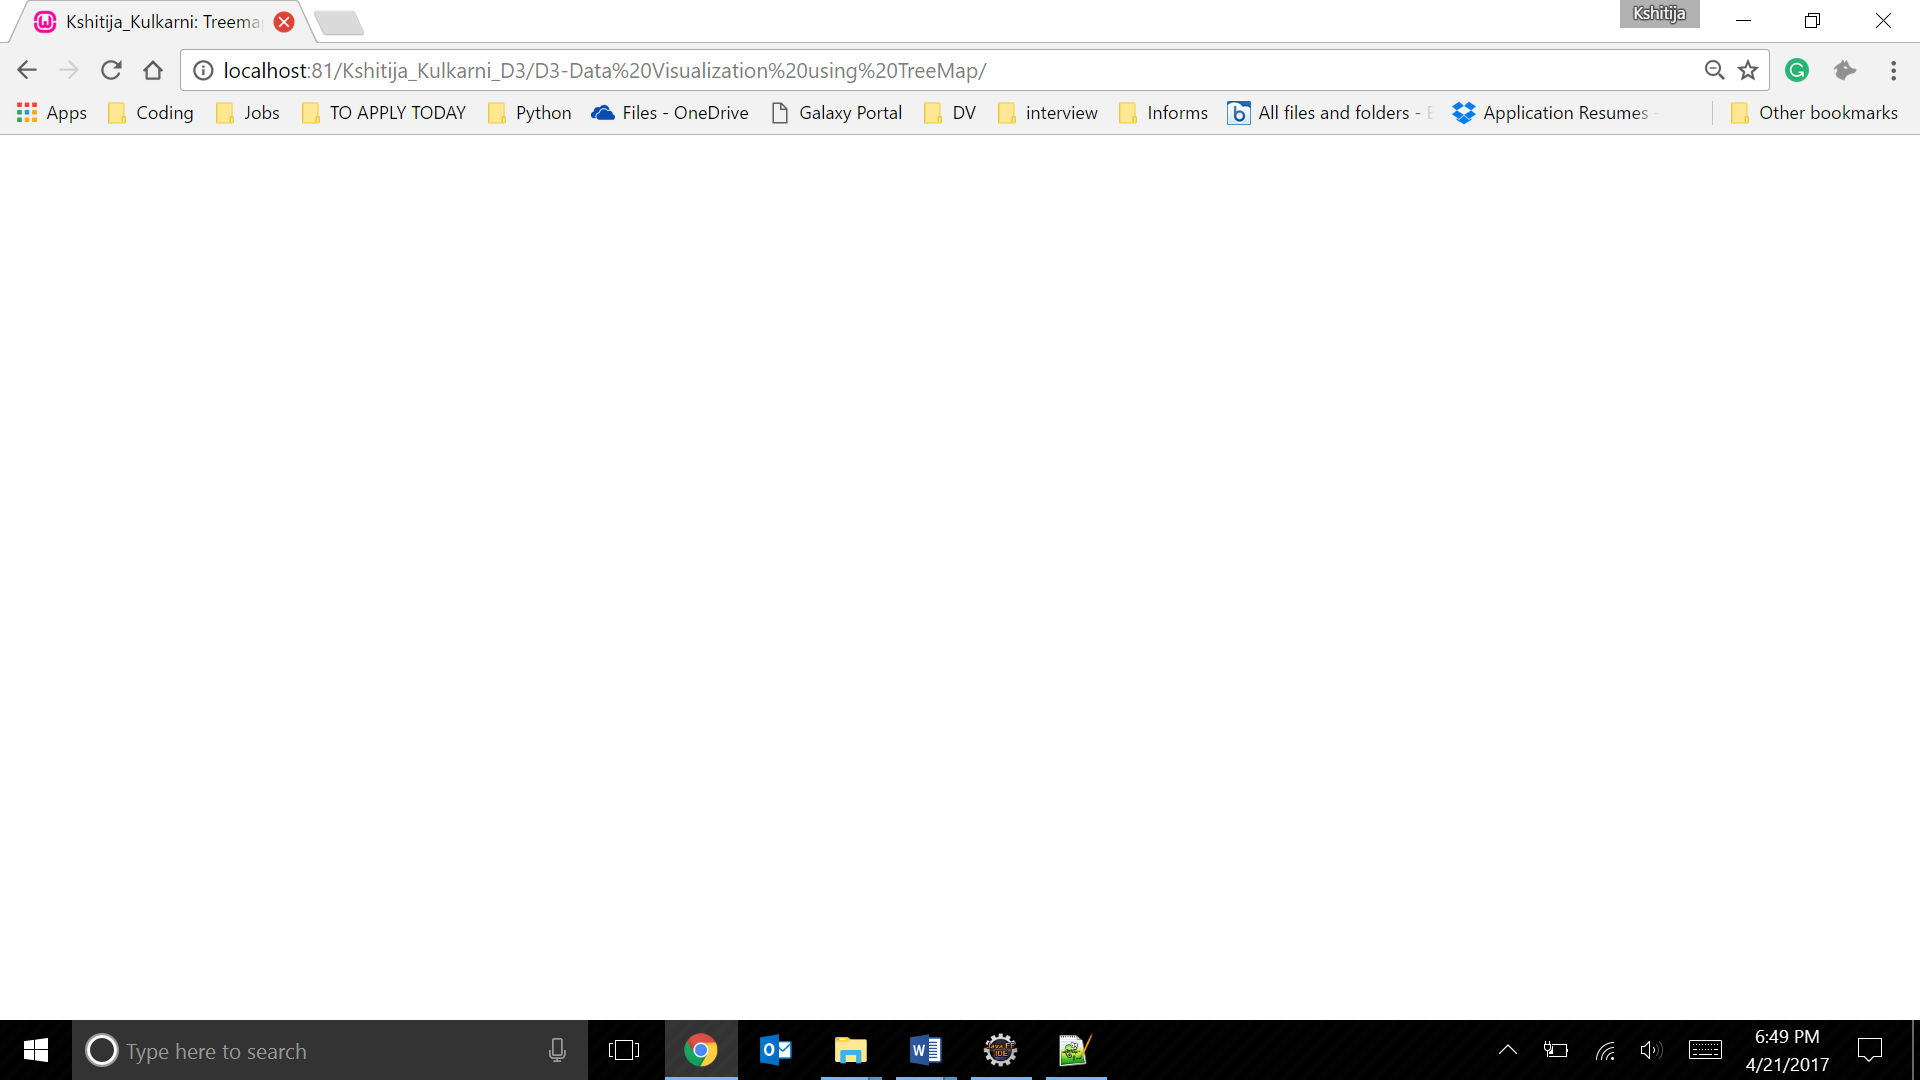 Kshitija_Kulkarni: Treema
Kshitija
localhost:81/Kshitija_Kulkarni_D3/D3-Data%20Visualization%20using%20TreeMap/
Apps Coding Jobs TO APPLY TODAY Python Files - OneDrive Galaxy Portal DV interview Informs All files and folders - E Application Resumes - Other bookmarks
Type here to search
6:49 PM
4/21/2017